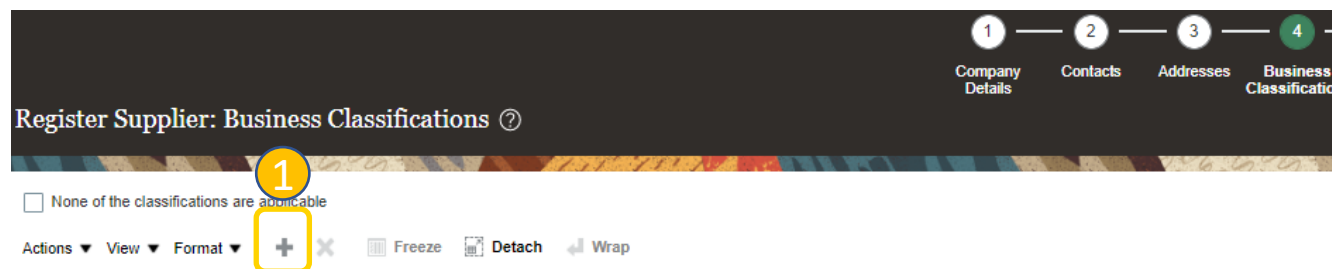 1 2 3 4
Company Details Contacts Addresses Business Classificatio
Register Supplier: Business Classifications ?
1
None of the classifications are applicable
Actions View Format Freeze Detach Wrap